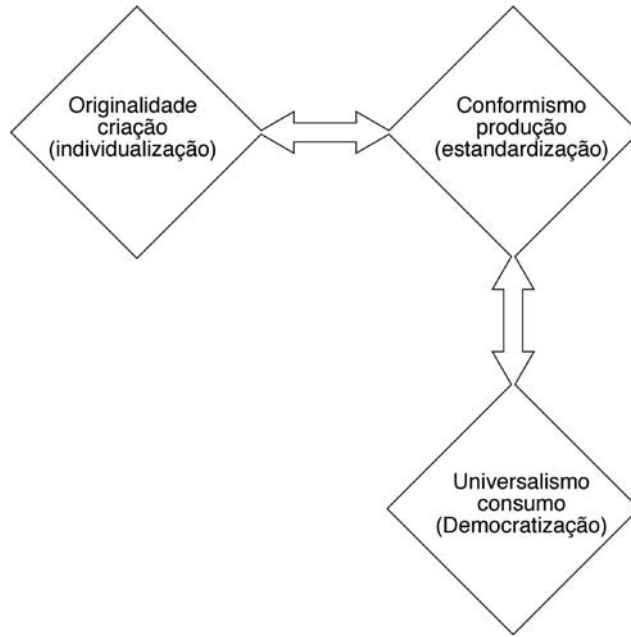 Originalidade
criação
(individualização)
Conformismo
produção
(estandardização)
Universalismo
consumo
(Democratização)